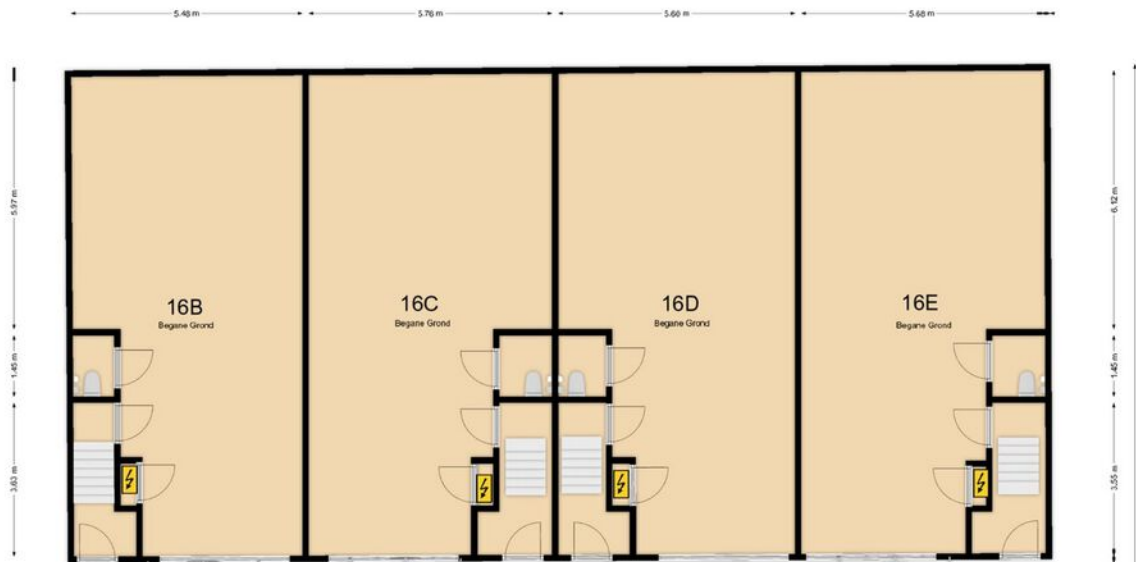 5.48 m 5.76 m 5.60 m 5.68 m
5.97 m
6.12 m
16B
Begane Grond
16C
Begane Grond
16D
Begane Grond
16E
Begane Grond
1.45 m
1.45 m
3.63 m
3.55 m